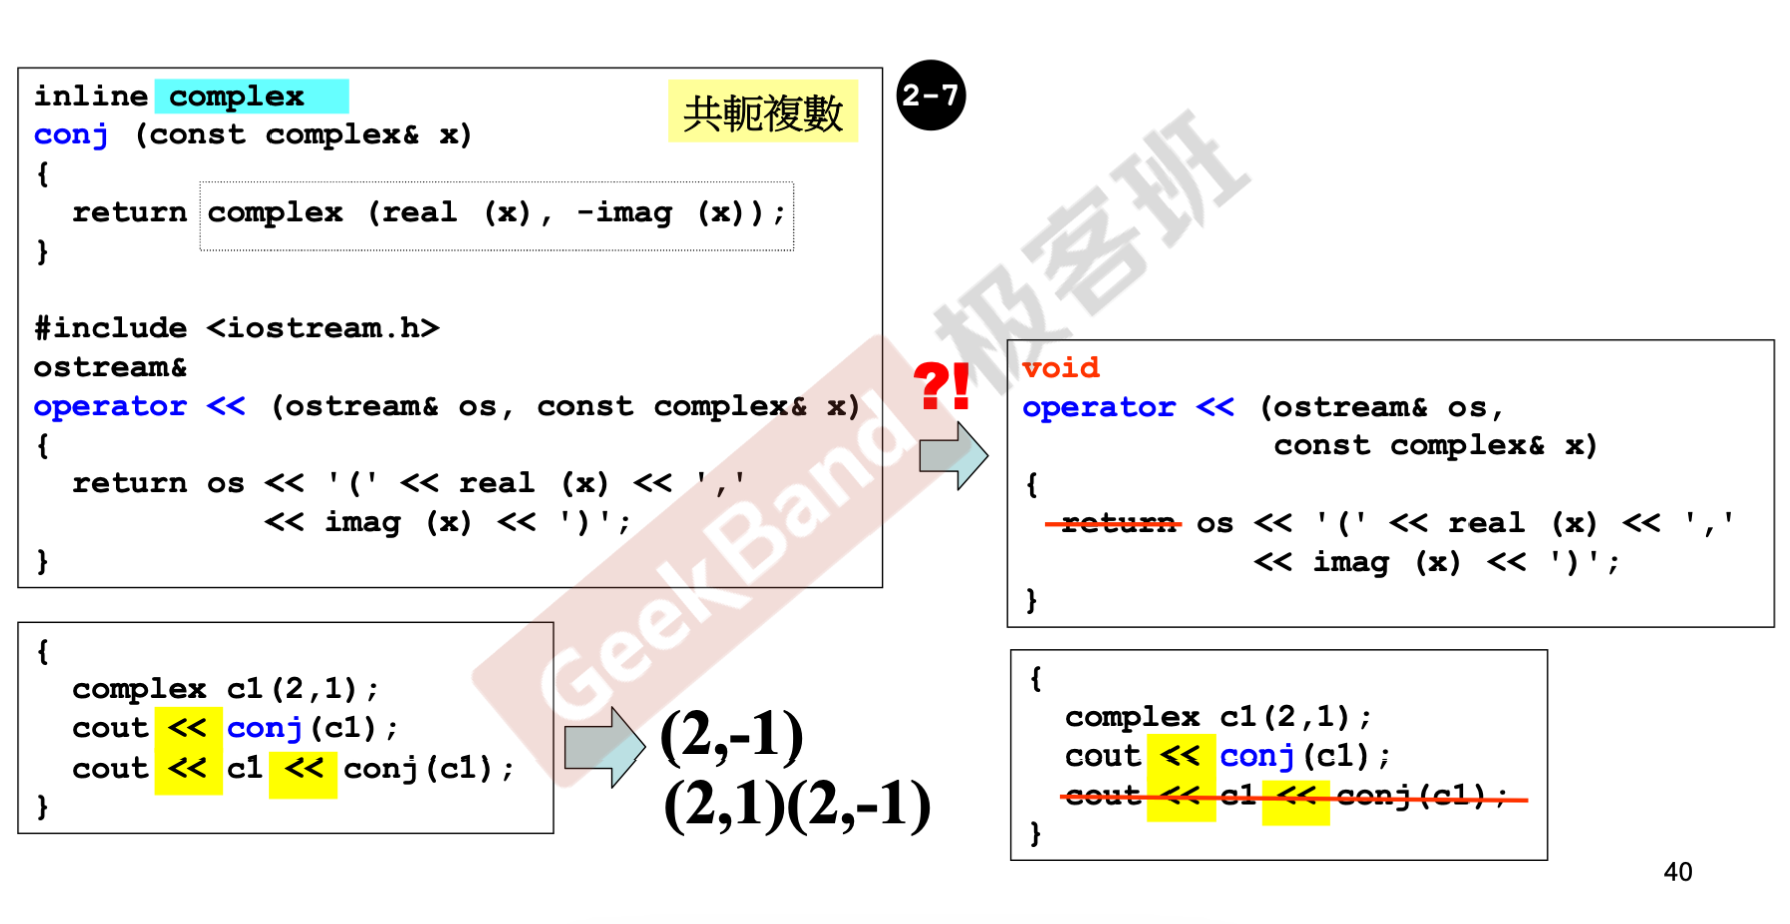 inline complex
conj (const complex& x)
{
return complex (real (x), -imag (x));
}
共軛複數
2-7
#include <iostream.h>
ostream&
operator << (ostream& os, const complex& x)
{
return os << '(' << real (x) << ','
<< imag (x) << ')';
}
?!
void
operator << (ostream& os,
const complex& x)
{
return os << '(' << real (x) << ','
<< imag (x) << ')';
}
{
complex c1(2,1);
cout << conj(c1);
cout << c1 << conj(c1);
}
(2,-1)
(2,1)(2,-1)
{
complex c1(2,1);
cout << conj(c1);
cout << c1 << conj(c1);
}
GeekBand
极客班
40